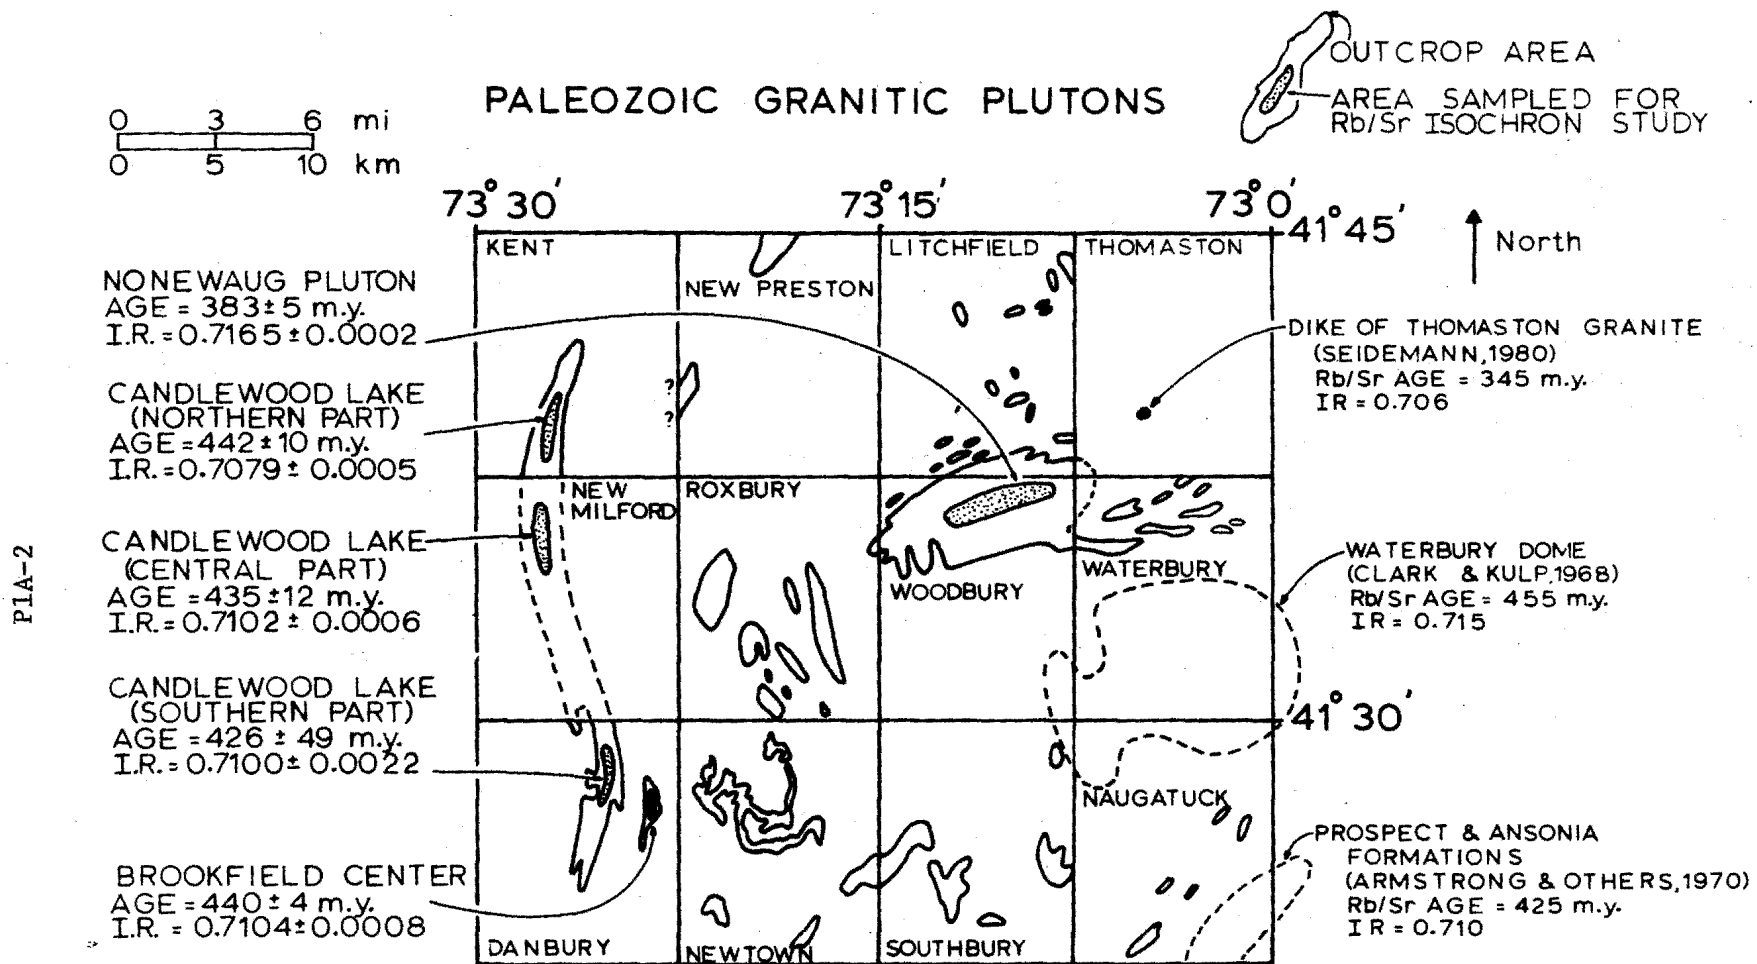 OUTCROP AREA
AREA SAMPLED FOR
Rb/Sr ISOCHRON STUDY
PALEOZOIC GRANITIC PLUTONS
0 3 6 mi
0 5 10 km
73°30' 73°15' 73°0'
41°45'
North
KENT
NEW PRESTON
LITCHFIELD
THOMASTON
NONEWAUG PLUTON
AGE = 383±5 m.y.
I.R. = 0.7165±0.0002
CANDLEWOOD LAKE
(NORTHERN PART)
AGE = 442±10 m.y.
I.R. = 0.7079±0.0005
DIKE OF THOMASTON GRANITE
(SEIDEMANN, 1980)
Rb/Sr AGE = 345 m.y.
IR = 0.706
?
?
NEW
MILFORD
ROXBURY
WOODBURY
WATERBURY
CANDLEWOOD LAKE
(CENTRAL PART)
AGE = 435±12 m.y.
I.R. = 0.7102±0.0006
WATERBURY DOME
(CLARK & KULP, 1968)
Rb/Sr AGE = 455 m.y.
IR = 0.715
P1A-2
CANDLEWOOD LAKE
(SOUTHERN PART)
AGE = 426 ± 49 m.y.
I.R. = 0.7100±0.0022
41°30'
NAUGATUCK
BROOKFIELD CENTER
AGE = 440±4 m.y.
I.R. = 0.7104±0.0008
PROSPECT & ANSONIA
FORMATIONS
(ARMSTRONG & OTHERS, 1970)
Rb/Sr AGE = 425 m.y.
IR = 0.710
DANBURY
NEWTOWN
SOUTHBURY